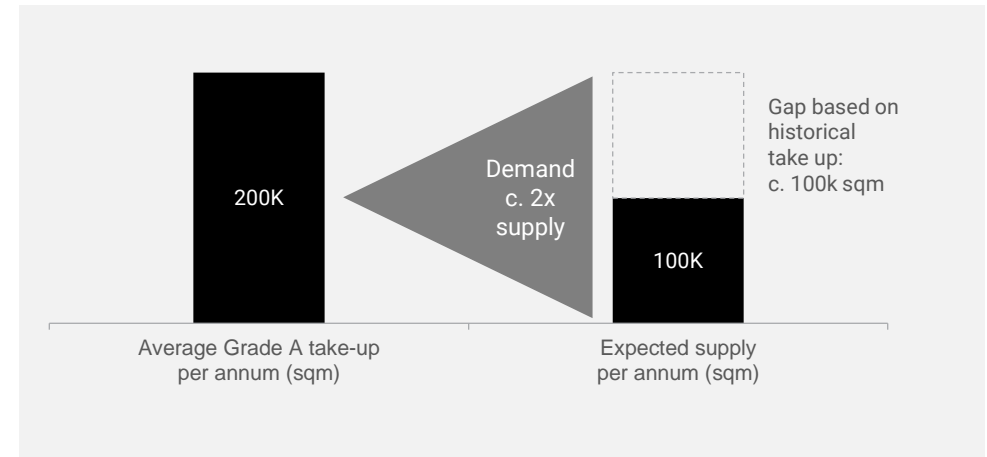 200K
Demand
c. 2x
supply
100K
Gap based on
historical
take up:
c. 100k sqm
Average Grade A take-up
per annum (sqm)
Expected supply
per annum (sqm)